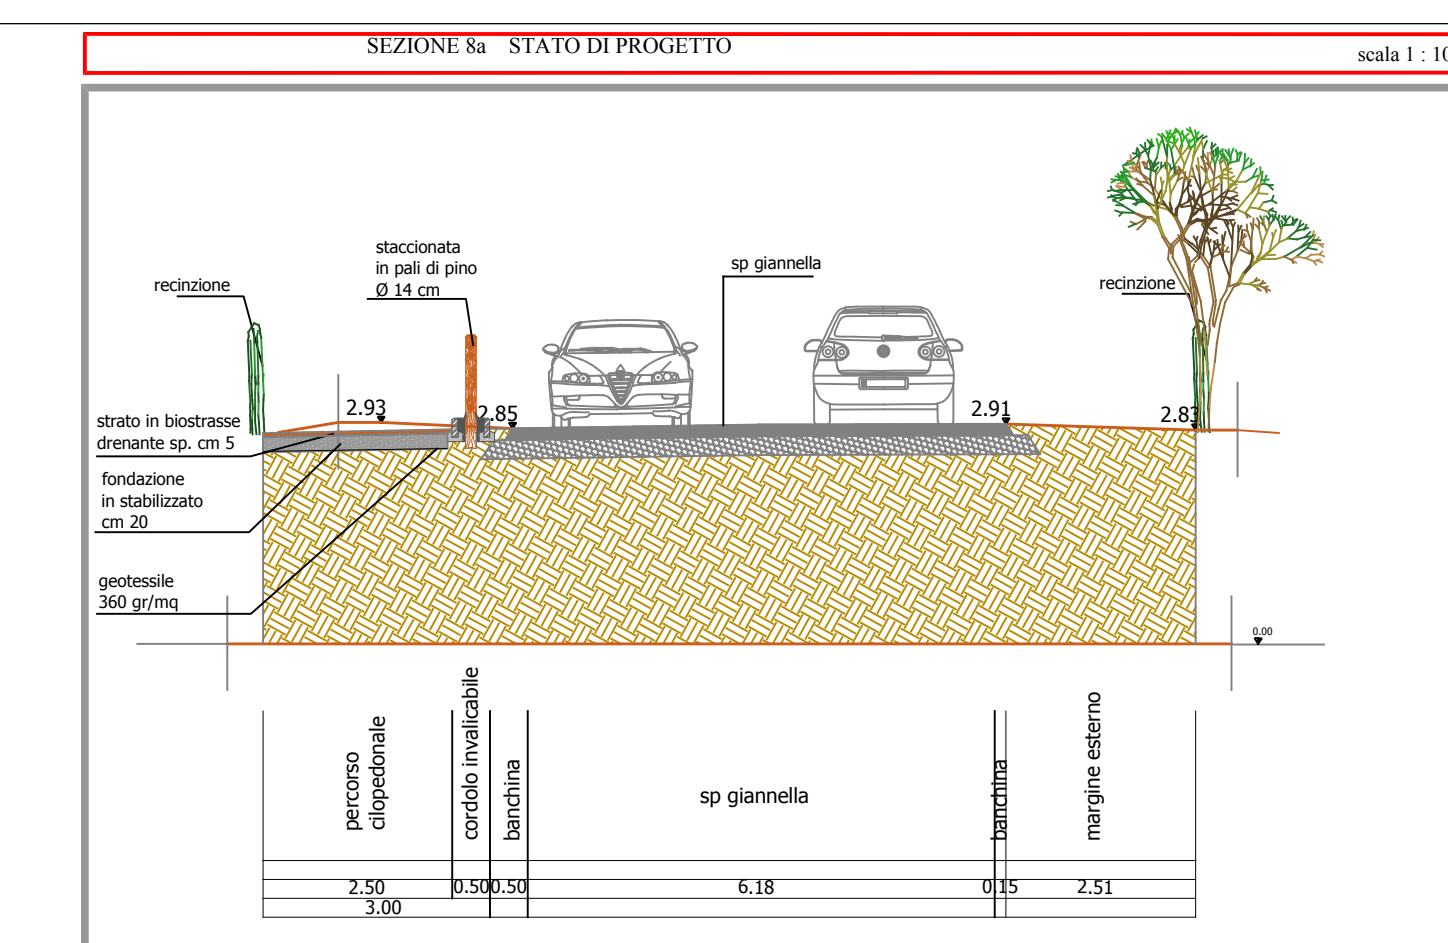 SEZIONE 8a STATO DI PROGETTO
scala 1 : 10
staccionata
in pali di pino
Ø 14 cm
sp giannella
recinzione
recinzione
2.93
2.85
2.91
2.83
strato in biostrasse
drenante sp. cm 5
fondazione
in stabilizzato
cm 20
geotessile
360 gr/mq
0.00
percorso
cilopedonale
cordolo invalicabile
banchina
sp giannella
banchina
margine esterno
2.50
0.50
0.50
6.18
0.15
2.51
3.00